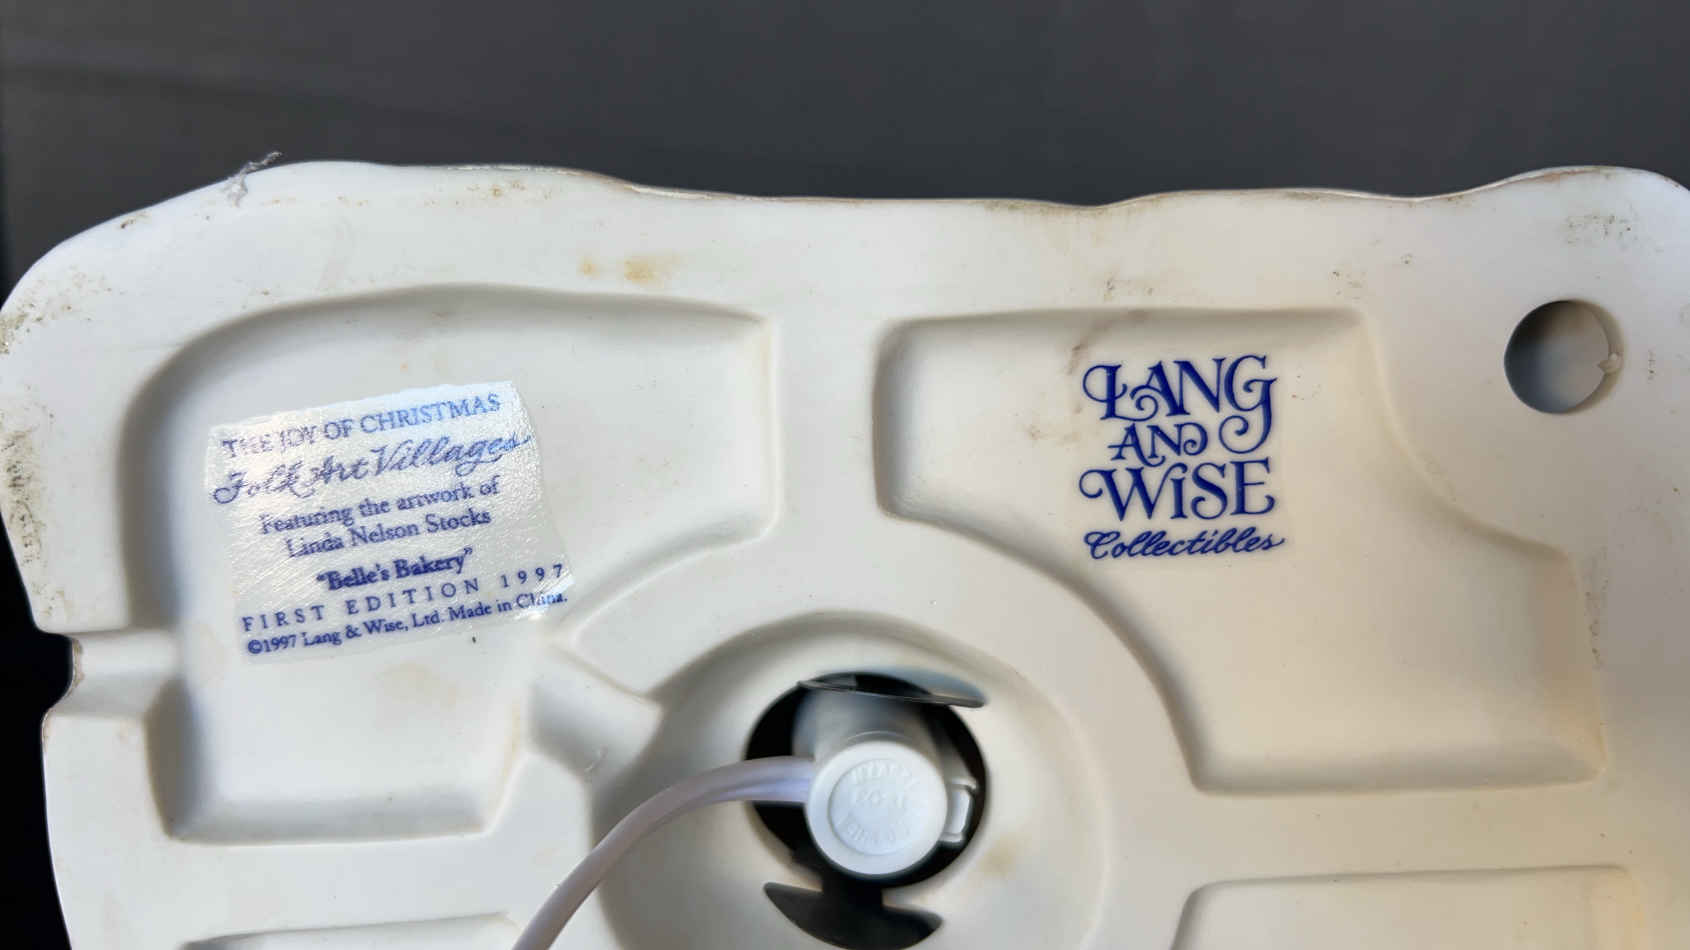 THE JOY OF CHRISTMAS
Folk Art Villages
Featuring the artwork of
Linda Nelson Stocks
"Belle's Bakery"
FIRST EDITION 1997
©1997 Lang & Wise, Ltd. Made in China.
LANG
AND
WISE
Collectibles